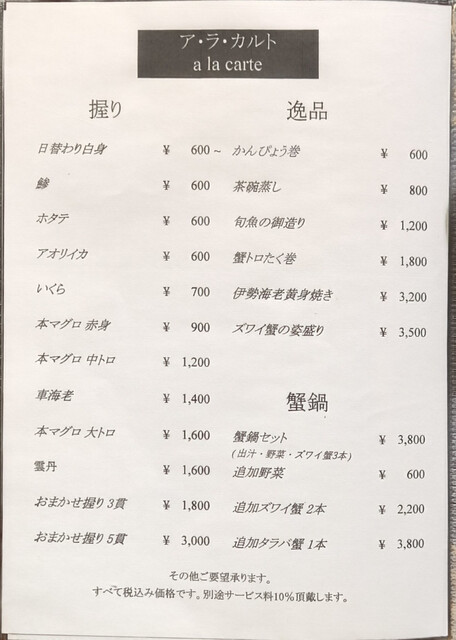 ア・ラ・カルト
a la carte
握り
日替わり白身 ¥ 600～
鯵 ¥ 600
ホタテ ¥ 600
アオリイカ ¥ 600
いくら ¥ 700
本マグロ 赤身 ¥ 900
本マグロ 中トロ ¥ 1,200
車海老 ¥ 1,400
本マグロ 大トロ ¥ 1,600
雲丹 ¥ 1,600
おまかせ握り 3貫 ¥ 1,800
おまかせ握り 5貫 ¥ 3,000
逸品
かんぴょう巻 ¥ 600
茶碗蒸し ¥ 800
旬魚の御造り ¥ 1,200
蟹トロたく巻 ¥ 1,800
伊勢海老黄身焼き ¥ 3,200
ズワイ蟹の姿盛り ¥ 3,500
蟹鍋
蟹鍋セット ¥ 3,800
(出汁・野菜・ズワイ蟹3本)
追加野菜 ¥ 600
追加ズワイ蟹 2本 ¥ 2,200
追加タラバ蟹 1本 ¥ 3,800
その他ご要望承ります。
すべて税込み価格です。別途サービス料10%頂戴します。